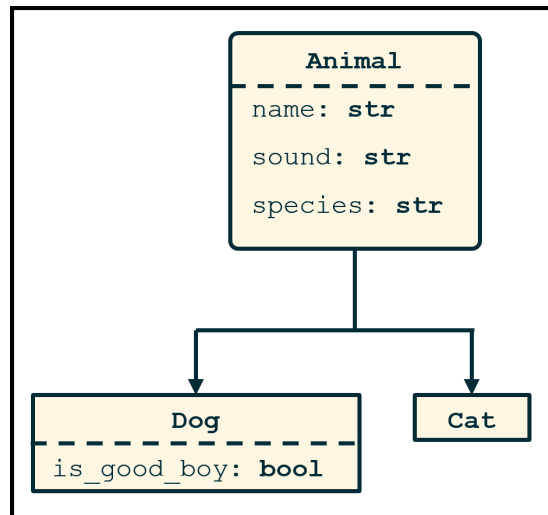 Animal
name: str
sound: str
species: str
Dog
is_good_boy: bool
Cat